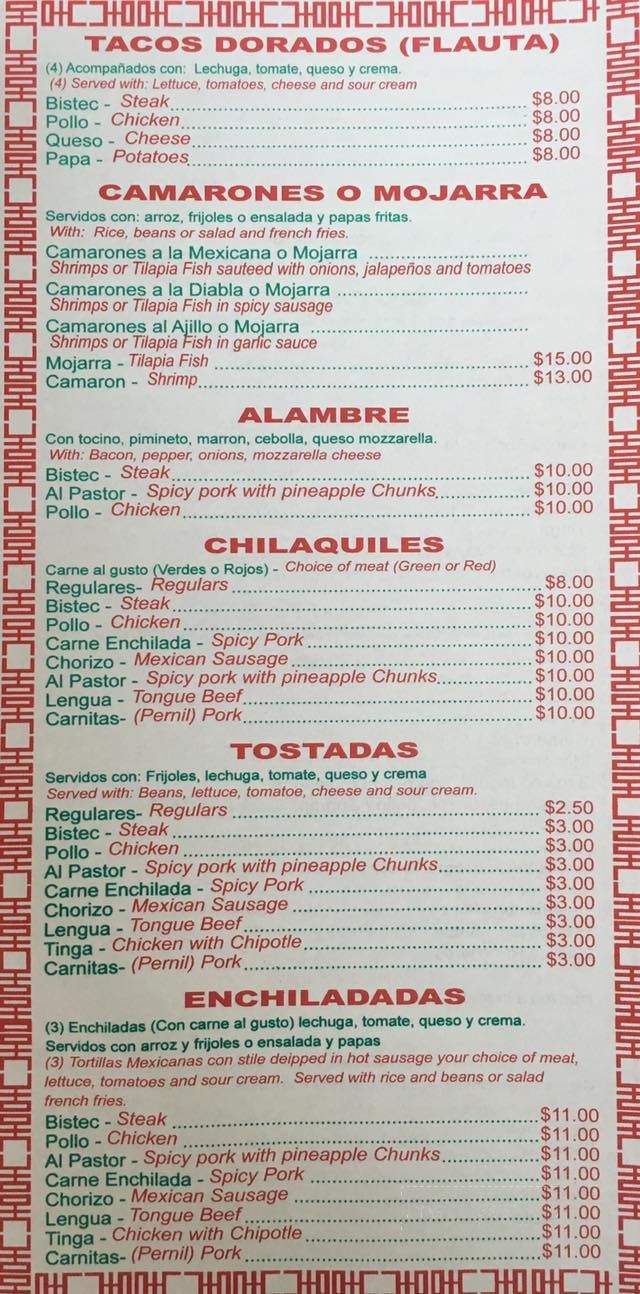 TACOS DORADOS (FLAUTA)
(4) Acompañados con: Lechuga, tomate, queso y crema.
(4) Served with: Lettuce, tomatoes, cheese and sour cream
Bistec - Steak $8.00
Pollo - Chicken $8.00
Queso - Cheese $8.00
Papa - Potatoes $8.00
CAMARONES O MOJARRA
Servidos con: arroz, frijoles o ensalada y papas fritas.
With: Rice, beans or salad and french fries.
Camarones a la Mexicana o Mojarra
Shrimps or Tilapia Fish sauteed with onions, jalapeños and tomatoes
Camarones a la Diabla o Mojarra
Shrimps or Tilapia Fish in spicy sausage
Camarones al Ajillo o Mojarra
Shrimps or Tilapia Fish in garlic sauce
Mojarra - Tilapia Fish $15.00
Camaron - Shrimp $13.00
ALAMBRE
Con tocino, pimineto, marron, cebolla, queso mozzarella.
With: Bacon, pepper, onions, mozzarella cheese
Bistec - Steak $10.00
Al Pastor - Spicy pork with pineapple Chunks $10.00
Pollo - Chicken $10.00
CHILAQUILES
Carne al gusto (Verdes o Rojos) - Choice of meat (Green or Red)
Regulares- Regulars $8.00
Bistec - Steak $10.00
Pollo - Chicken $10.00
Carne Enchilada - Spicy Pork $10.00
Chorizo - Mexican Sausage $10.00
Al Pastor - Spicy pork with pineapple Chunks $10.00
Lengua - Tongue Beef $10.00
Carnitas- (Pernil) Pork $10.00
TOSTADAS
Servidos con: Frijoles, lechuga, tomate, queso y crema
Served with: Beans, lettuce, tomatoe, cheese and sour cream.
Regulares- Regulars $2.50
Bistec - Steak $3.00
Pollo - Chicken $3.00
Al Pastor - Spicy pork with pineapple Chunks $3.00
Carne Enchilada - Spicy Pork $3.00
Chorizo - Mexican Sausage $3.00
Lengua - Tongue Beef $3.00
Tinga - Chicken with Chipotle $3.00
Carnitas- (Pernil) Pork $3.00
ENCHILADADAS
(3) Enchiladas (Con carne al gusto) lechuga, tomate, queso y crema.
Servidos con arroz y frijoles o ensalada y papas
(3) Tortillas Mexicanas con stile deipped in hot sausage your choice of meat,
lettuce, tomatoes and sour cream. Served with rice and beans or salad
french fries.
Bistec - Steak $11.00
Pollo - Chicken $11.00
Al Pastor - Spicy pork with pineapple Chunks $11.00
Carne Enchilada - Spicy Pork $11.00
Chorizo - Mexican Sausage $11.00
Lengua - Tongue Beef $11.00
Tinga - Chicken with Chipotle $11.00
Carnitas- (Pernil) Pork $11.00